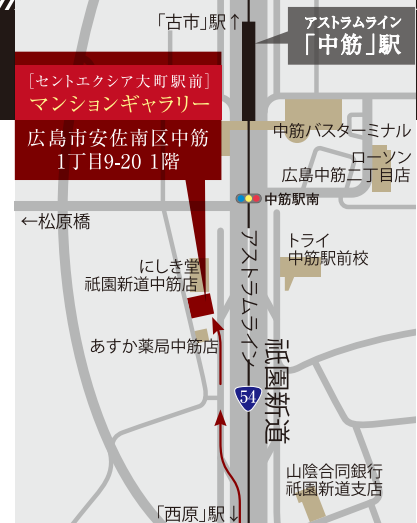 「古市」駅↑
アストラムライン
「中筋」駅
[セントエクシア大町駅前]
マンションギャラリー
広島市安佐南区中筋
1丁目9-20 1階
中筋バスターミナル
ローソン
広島中筋二丁目店
中筋駅南
←松原橋
トライ
中筋駅前校
アストラムライン
にしき堂
祇園新道中筋店
あすか薬局中筋店
祇園新道
54
山陰合同銀行
祇園新道支店
「西原」駅↓